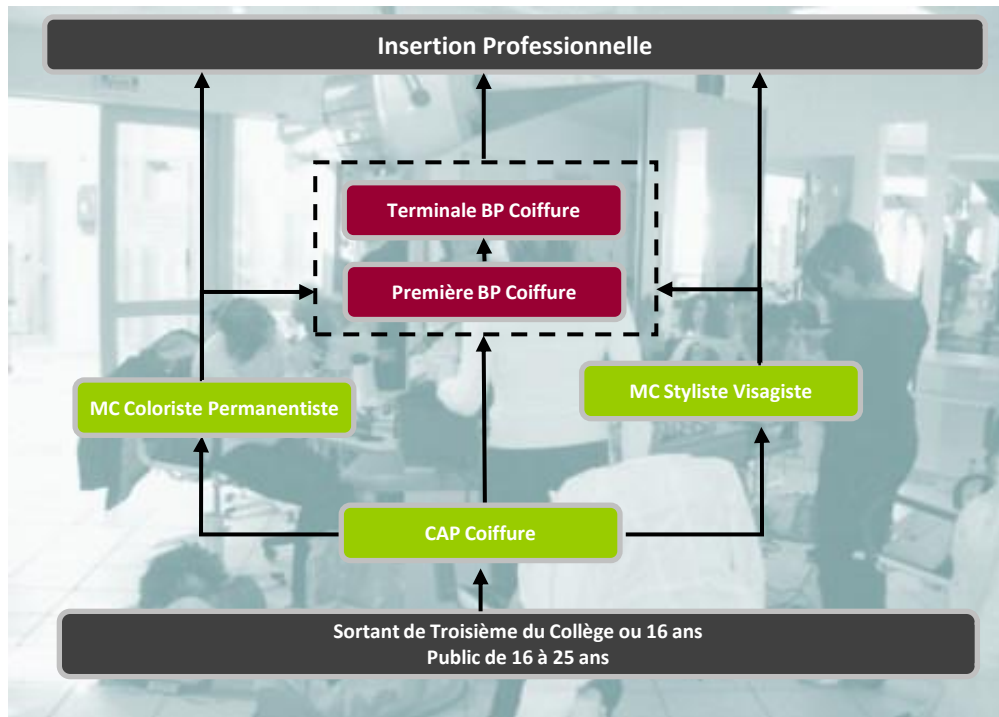 Insertion Professionnelle
Terminale BP Coiffure
Première BP Coiffure
MC Coloriste Permanentiste
MC Styliste Visagiste
CAP Coiffure
Sortant de Troisième du Collège ou 16 ans
Public de 16 à 25 ans